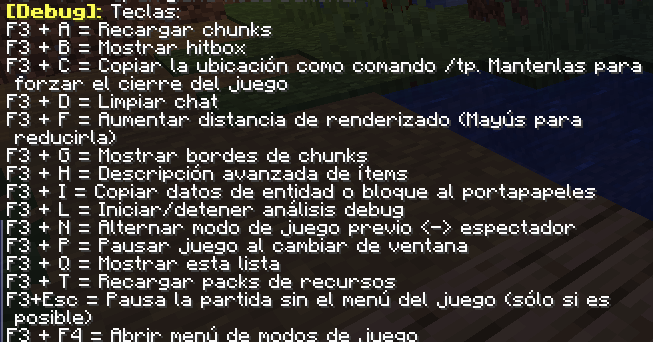 [Debug]: Teclas:
F3 + A = Recargar chunks
F3 + B = Mostrar hitbox
F3 + C = Copiar la ubicación como comando /tp. Mantenlas para
forzar el cierre del juego
F3 + D = Limpiar chat
F3 + F = Aumentar distancia de renderizado (Mayús para
reducirla)
F3 + G = Mostrar bordes de chunks
F3 + H = Descripción avanzada de ítems
F3 + I = Copiar datos de entidad o bloque al portapapeles
F3 + L = Iniciar/detener análisis debug
F3 + N = Alternar modo de juego previo <-> espectador
F3 + P = Pausar juego al cambiar de ventana
F3 + Q = Mostrar esta lista
F3 + T = Recargar packs de recursos
F3+Esc = Pausa la partida sin el menú del juego (sólo si es
posible)
F3 + F4 = Abrir menú de modos de juego